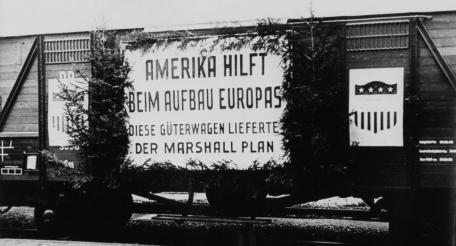 AMERIKA HILFT
BEIM AUFBAU EUROPAS
DIESE GÜTERWAGEN LIEFERTE
DER MARSHALL PLAN